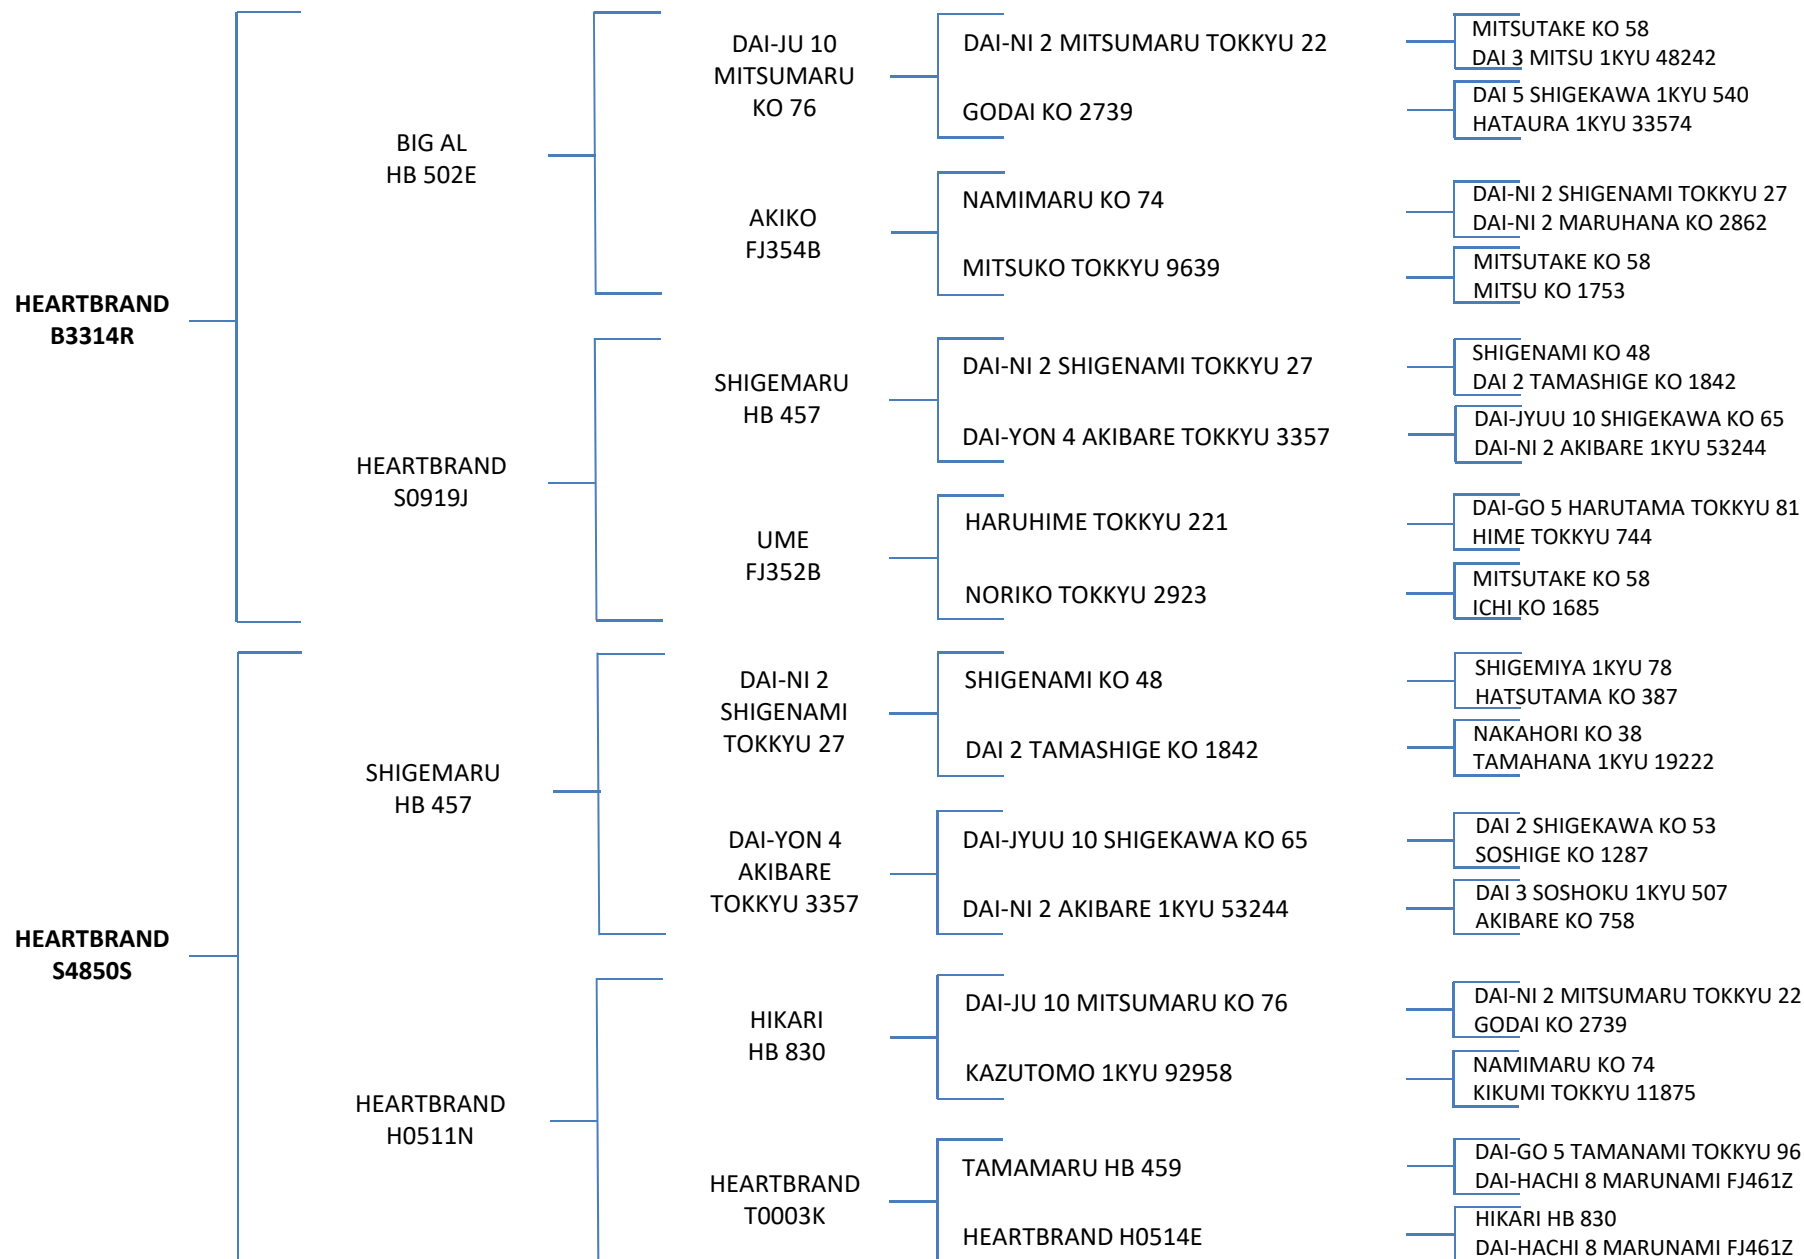 HEARTBRAND
B3314R
HEARTBRAND
S4850S
BIG AL
HB 502E
HEARTBRAND
S0919J
SHIGEMARU
HB 457
HEARTBRAND
H0511N
DAI-JU 10
MITSUMARU
KO 76
AKIKO
FJ354B
SHIGEMARU
HB 457
UME
FJ352B
DAI-NI 2
SHIGENAMI
TOKKYU 27
DAI-YON 4
AKIBARE
TOKKYU 3357
HIKARI
HB 830
HEARTBRAND
T0003K
DAI-NI 2 MITSUMARU TOKKYU 22
GODAI KO 2739
NAMIMARU KO 74
MITSUKO TOKKYU 9639
DAI-NI 2 SHIGENAMI TOKKYU 27
DAI-YON 4 AKIBARE TOKKYU 3357
HARUHIME TOKKYU 221
NORIKO TOKKYU 2923
SHIGENAMI KO 48
DAI 2 TAMASHIGE KO 1842
DAI-JYUU 10 SHIGEKAWA KO 65
DAI-NI 2 AKIBARE 1KYU 53244
DAI-JU 10 MITSUMARU KO 76
KAZUTOMO 1KYU 92958
TAMAMARU HB 459
HEARTBRAND H0514E
MITSUTAKE KO 58
DAI 3 MITSU 1KYU 48242
DAI 5 SHIGEKAWA 1KYU 540
HATAURA 1KYU 33574
DAI-NI 2 SHIGENAMI TOKKYU 27
DAI-NI 2 MARUHANA KO 2862
MITSUTAKE KO 58
MITSU KO 1753
SHIGENAMI KO 48
DAI 2 TAMASHIGE KO 1842
DAI-JYUU 10 SHIGEKAWA KO 65
DAI-NI 2 AKIBARE 1KYU 53244
DAI-GO 5 HARUTAMA TOKKYU 81
HIME TOKKYU 744
MITSUTAKE KO 58
ICHI KO 1685
SHIGEMIYA 1KYU 78
HATSUTAMA KO 387
NAKAHORI KO 38
TAMAHANA 1KYU 19222
DAI 2 SHIGEKAWA KO 53
SOSHIGE KO 1287
DAI 3 SOSHOKU 1KYU 507
AKIBARE KO 758
DAI-NI 2 MITSUMARU TOKKYU 22
GODAI KO 2739
NAMIMARU KO 74
KIKUMI TOKKYU 11875
DAI-GO 5 TAMANAMI TOKKYU 96
DAI-HACHI 8 MARUNAMI FJ461Z
HIKARI HB 830
DAI-HACHI 8 MARUNAMI FJ461Z